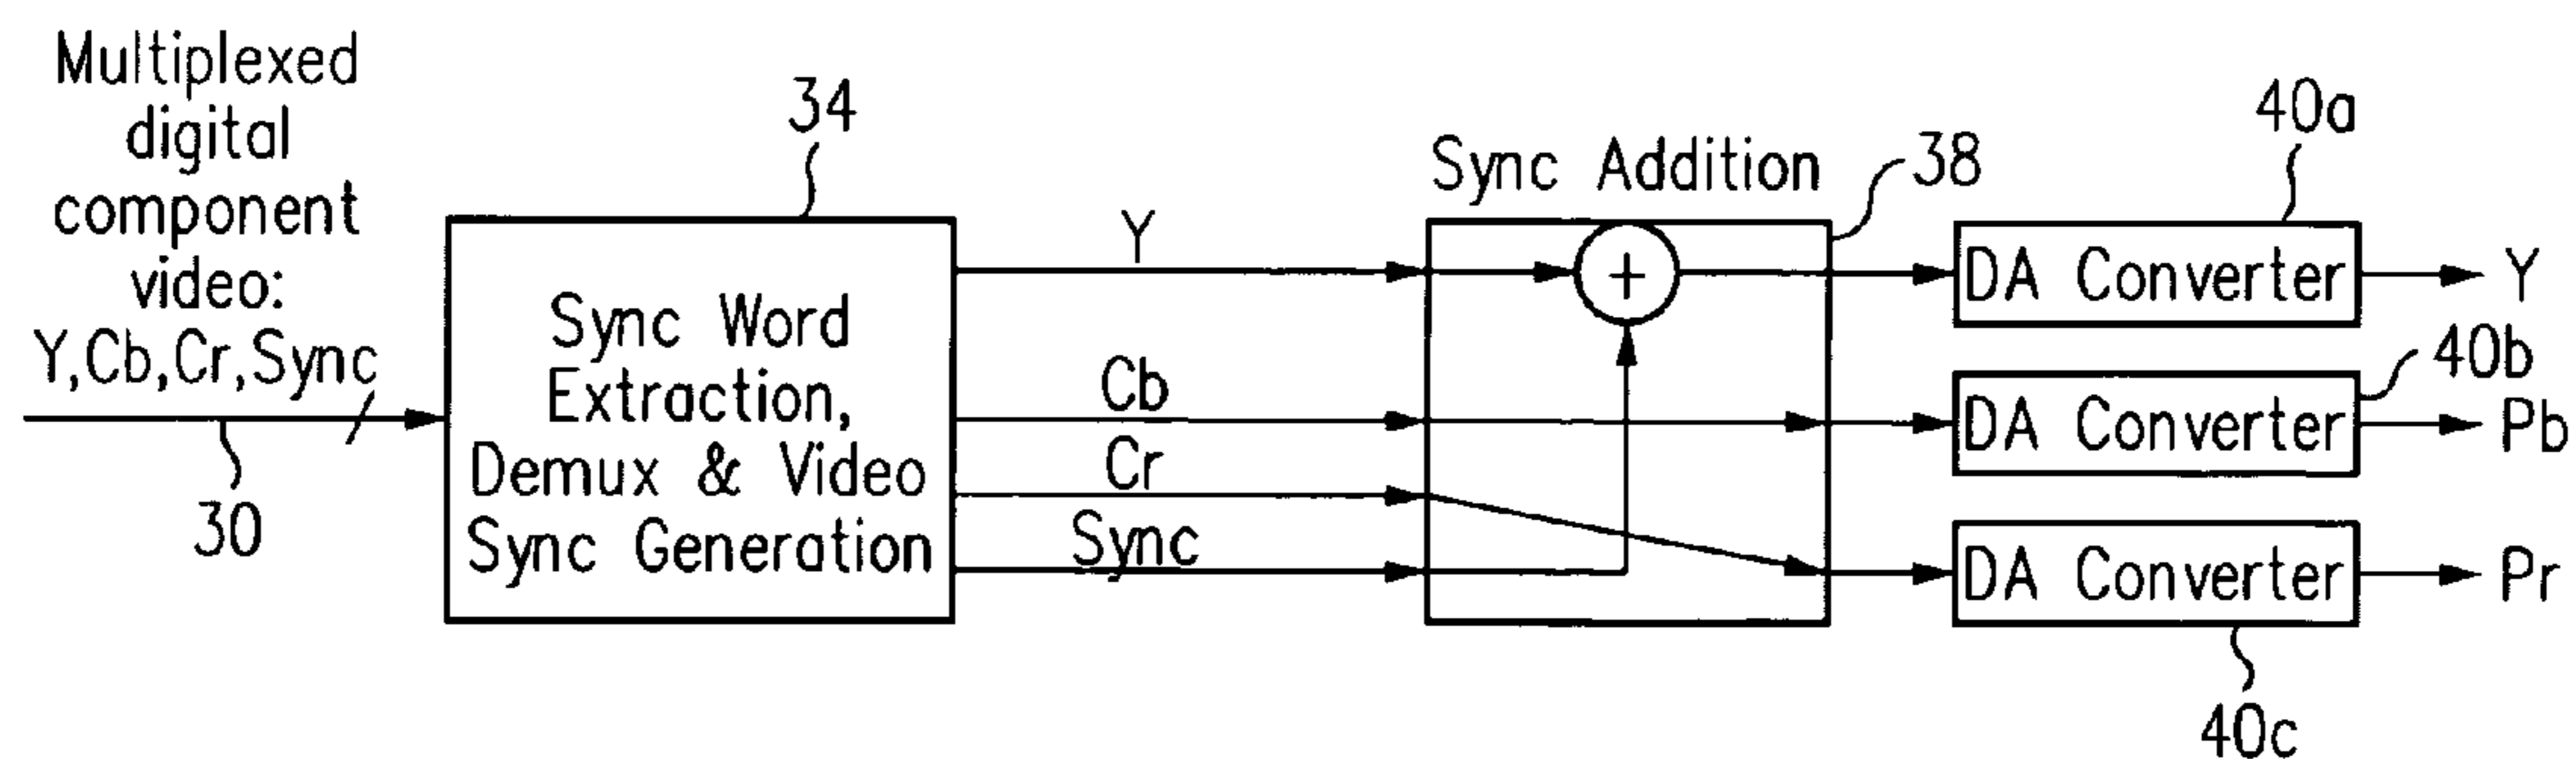 Multiplexed
digital
component
video:
Y,Cb,Cr,Sync
30
34
Sync Word
Extraction,
Demux & Video
Sync Generation
Y
Cb
Cr
Sync
Sync Addition
38
+
40a
DA Converter
Y
40b
DA Converter
Pb
DA Converter
Pr
40c